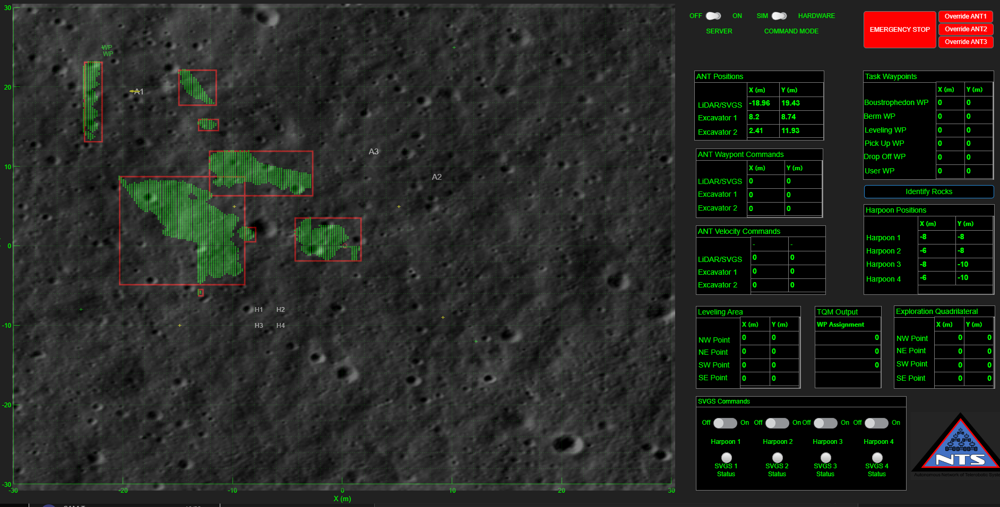 OFF ON SIM HARDWARE
SERVER COMMAND MODE
EMERGENCY STOP
Override ANT1
Override ANT2
Override ANT3
30
20
10
0
-10
-20
-30
-30 -20 -10 0 10 20 30
X (m)
WP
WP
A1
A3
A2
H1 H2
H3 H4
ANT Positions
X (m) Y (m)
LiDAR/SVGS -18.96 19.43
Excavator 1 8.2 8.74
Excavator 2 2.41 11.93
ANT Waypont Commands
X (m) Y (m)
LiDAR/SVGS 0 0
Excavator 1 0 0
Excavator 2 0 0
ANT Velocity Commands
- -
LiDAR/SVGS 0 0
Excavator 1 0 0
Excavator 2 0 0
Task Waypoints
X (m) Y (m)
Boustrophedon WP 0 0
Berm WP 0 0
Leveling WP 0 0
Pick Up WP 0 0
Drop Off WP 0 0
User WP 0 0
Identify Rocks
Harpoon Positions
X (m) Y (m)
Harpoon 1 -8 -8
Harpoon 2 -6 -8
Harpoon 3 -8 -10
Harpoon 4 -6 -10
Leveling Area
X (m) Y (m)
NW Point 0 0
NE Point 0 0
SW Point 0 0
SE Point 0 0
TQM Output
WP Assignment
0
0
0
Exploration Quadrilateral
X (m) Y (m)
NW Point 0 0
NE Point 0 0
SW Point 0 0
SE Point 0 0
SVGS Commands
Off On Off On Off On Off On
Harpoon 1 Harpoon 2 Harpoon 3 Harpoon 4
SVGS 1 SVGS 2 SVGS 3 SVGS 4
Status Status Status Status
NTS
Autonomous Network of Telerobotic